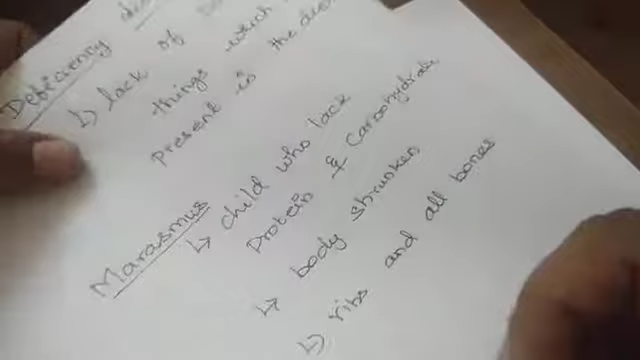 Deficiency
↳ lack of
things which
present is the
Marasmus
↳ child who lack
Protein & Carbohydrate
↳ body shrunken
↳ ribs and all bones